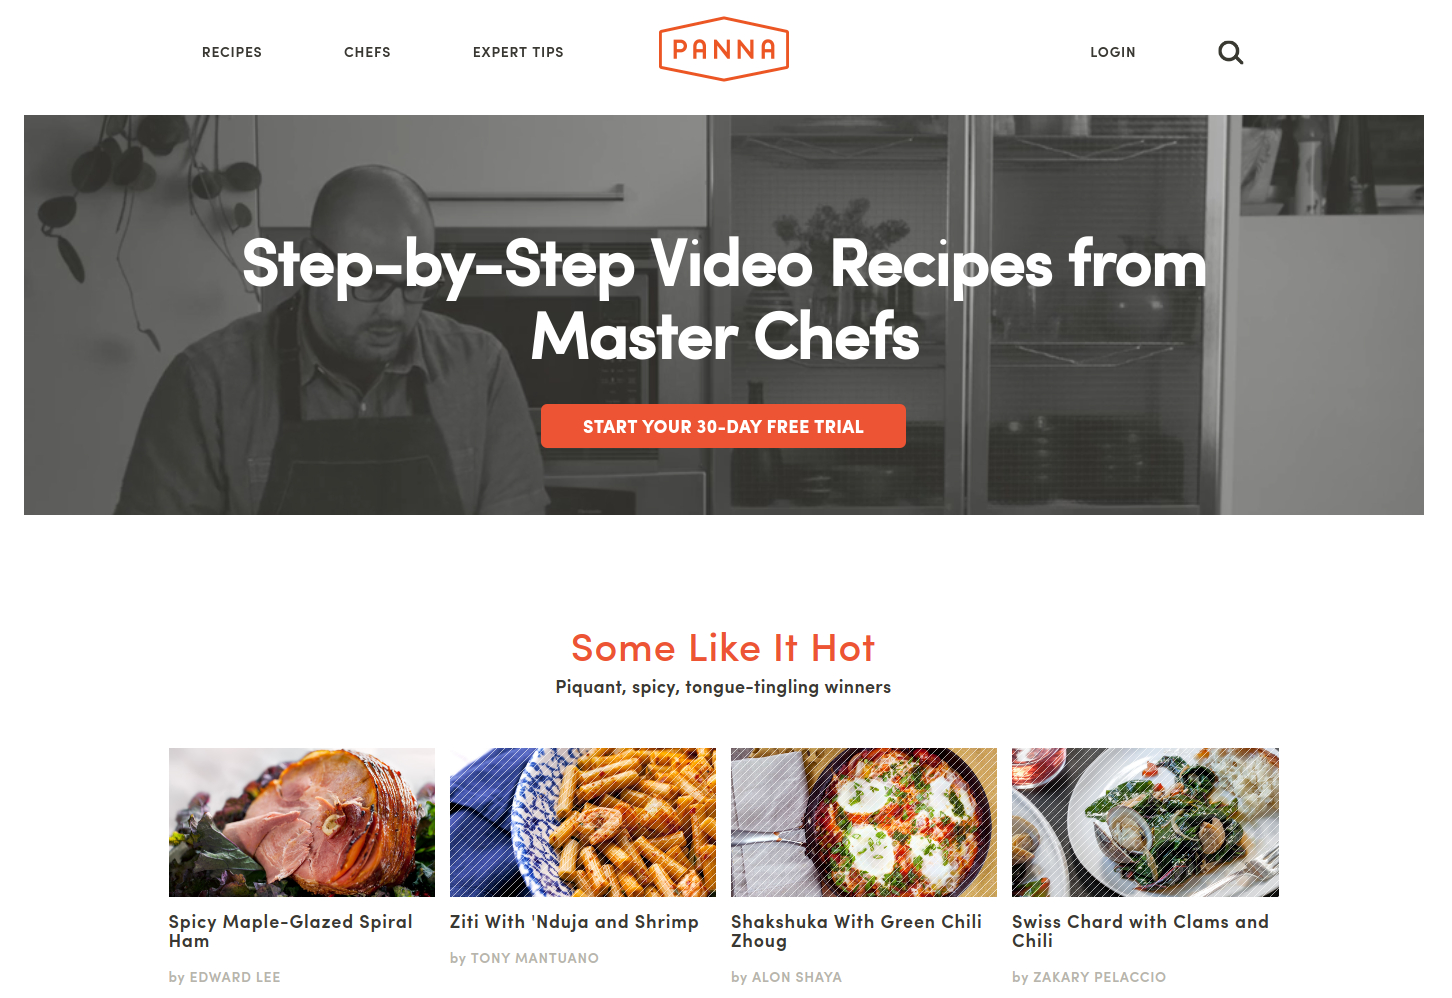 RECIPES CHEFS EXPERT TIPS PANNA LOGIN
Step-by-Step Video Recipes from
Master Chefs
START YOUR 30-DAY FREE TRIAL
Some Like It Hot
Piquant, spicy, tongue-tingling winners
Spicy Maple-Glazed Spiral
Ham
by EDWARD LEE
Ziti With 'Nduja and Shrimp
by TONY MANTUANO
Shakshuka With Green Chili
Zhoug
by ALON SHAYA
Swiss Chard with Clams and
Chili
by ZAKARY PELACCIO